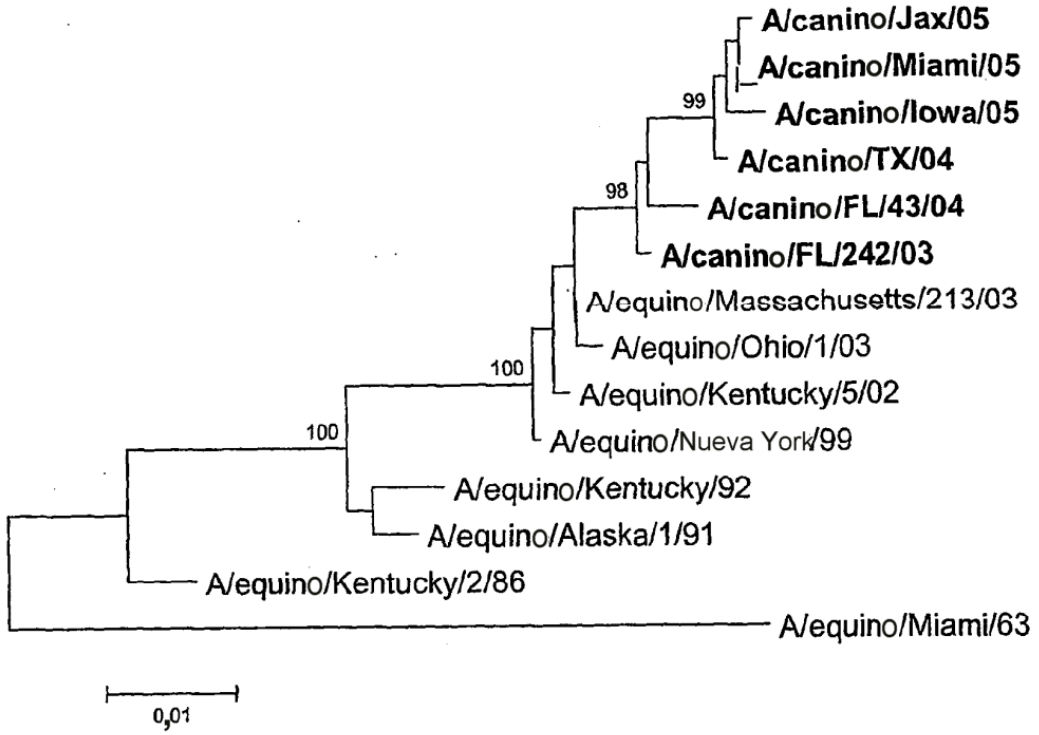 A/canino/Jax/05
A/canino/Miami/05
99
A/canino/Iowa/05
A/canino/TX/04
98
A/canino/FL/43/04
A/canino/FL/242/03
A/equino/Massachusetts/213/03
A/equino/Ohio/1/03
100
A/equino/Kentucky/5/02
A/equino/Nueva York/99
100
A/equino/Kentucky/92
A/equino/Alaska/1/91
A/equino/Kentucky/2/86
A/equino/Miami/63
0,01